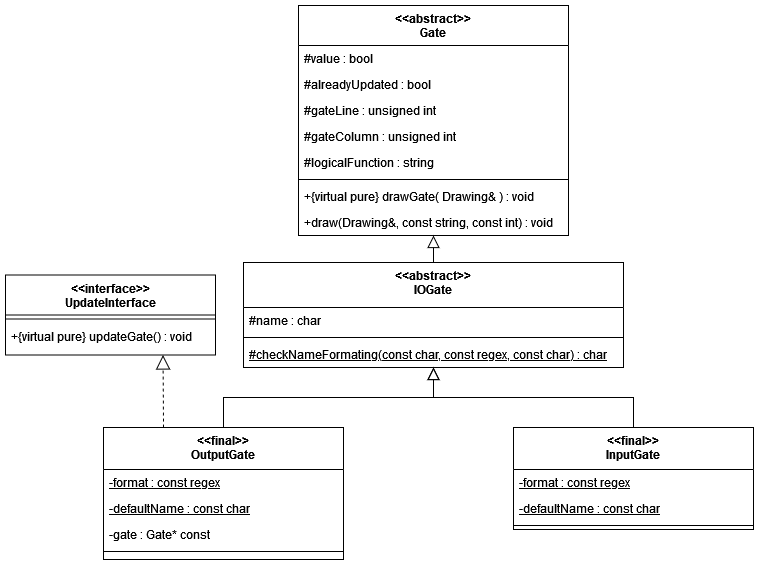 <<abstract>>
Gate
#value : bool
#alreadyUpdated : bool
#gateLine : unsigned int
#gateColumn : unsigned int
#logicalFunction : string
+{virtual pure} drawGate( Drawing& ) : void
+draw(Drawing&, const string, const int) : void
<<interface>>
UpdateInterface
+{virtual pure} updateGate() : void
<<abstract>>
IOGate
#name : char
#checkNameFormating(const char, const regex, const char) : char
<<final>>
OutputGate
-format : const regex
-defaultName : const char
-gate : Gate* const
<<final>>
InputGate
-format : const regex
-defaultName : const char